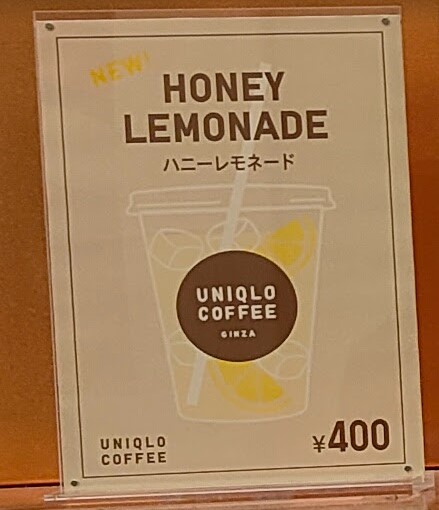 NEW!
HONEY
LEMONADE
ハニーレモネード
UNIQLO
COFFEE
GINZA
UNIQLO
COFFEE
¥400